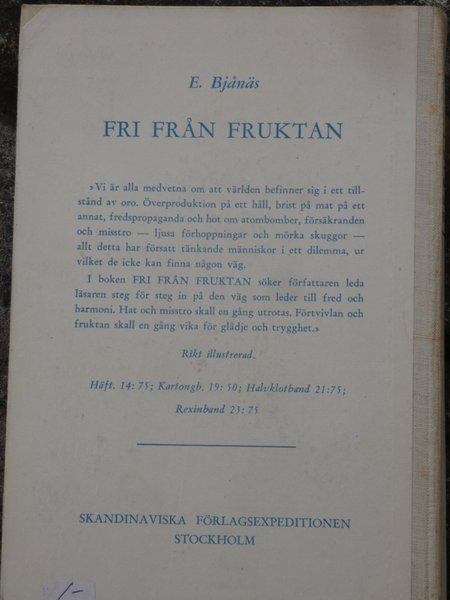 E. Bjånäs
FRI FRÅN FRUKTAN
»Vi är alla medvetna om att världen befinner sig i ett till-
stånd av oro. Överproduktion på ett håll, brist på mat på ett
annat, fredspropaganda och hot om atombomber, försäkranden
och misstro — ljusa förhoppningar och mörka skuggor —
allt detta har försatt tänkande människor i ett dilemma, ur
vilket de icke kan finna någon väg.
I boken FRI FRÅN FRUKTAN söker författaren leda
läsaren steg för steg in på den väg som leder till fred och
harmoni. Hat och misstro skall en gång utrotas. Förtvivlan och
fruktan skall en gång vika för glädje och trygghet.»
Rikt illustrerad.
Häft. 14:75; Kartongb. 19:50; Halvklotband 21:75;
Rexinband 23:75
SKANDINAVISKA FÖRLAGSEXPEDITIONEN
STOCKHOLM
/-